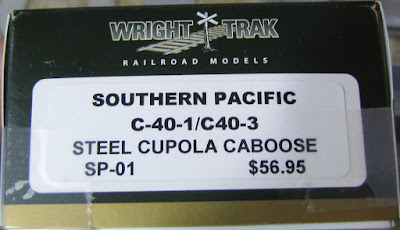 WRIGHT TRAK
RAILROAD MODELS
SOUTHERN PACIFIC
C-40-1/C40-3
STEEL CUPOLA CABOOSE
SP-01 $56.95